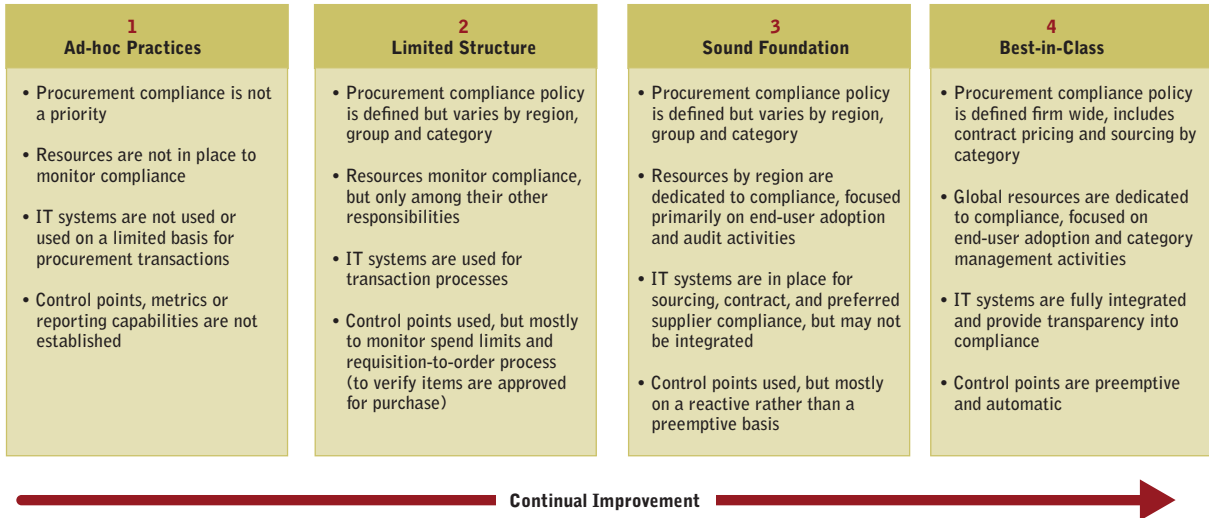 1
Ad-hoc Practices
• Procurement compliance is not
a priority
• Resources are not in place to
monitor compliance
• IT systems are not used or
used on a limited basis for
procurement transactions
• Control points, metrics or
reporting capabilities are not
established
2
Limited Structure
• Procurement compliance policy
is defined but varies by region,
group and category
• Resources monitor compliance,
but only among their other
responsibilities
• IT systems are used for
transaction processes
• Control points used, but mostly
to monitor spend limits and
requisition-to-order process
(to verify items are approved
for purchase)
3
Sound Foundation
• Procurement compliance policy
is defined but varies by region,
group and category
• Resources by region are
dedicated to compliance, focused
primarily on end-user adoption
and audit activities
• IT systems are in place for
sourcing, contract, and preferred
supplier compliance, but may not
be integrated
• Control points used, but mostly
on a reactive rather than a
preemptive basis
4
Best-in-Class
• Procurement compliance policy
is defined firm wide, includes
contract pricing and sourcing by
category
• Global resources are dedicated
to compliance, focused on
end-user adoption and category
management activities
• IT systems are fully integrated
and provide transparency into
compliance
• Control points are preemptive
and automatic
Continual Improvement